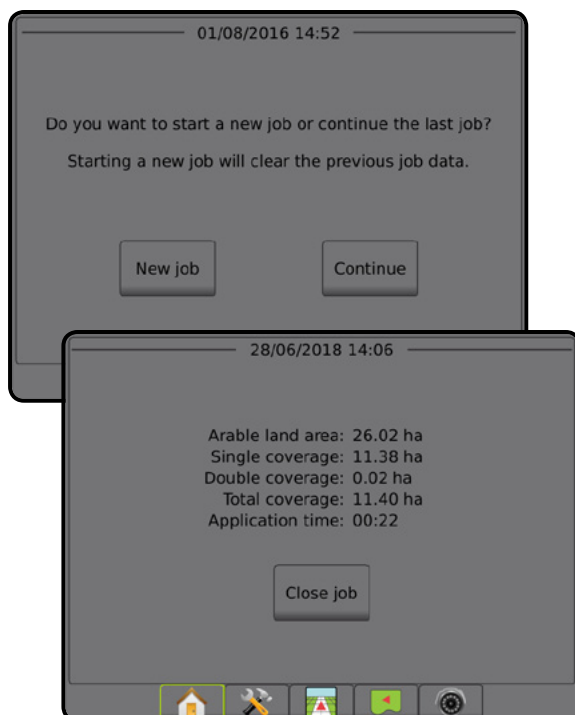 01/08/2016 14:52
Do you want to start a new job or continue the last job?
Starting a new job will clear the previous job data.
New job
Continue
28/06/2018 14:06
Arable land area: 26.02 ha
Single coverage: 11.38 ha
Double coverage: 0.02 ha
Total coverage: 11.40 ha
Application time: 00:22
Close job